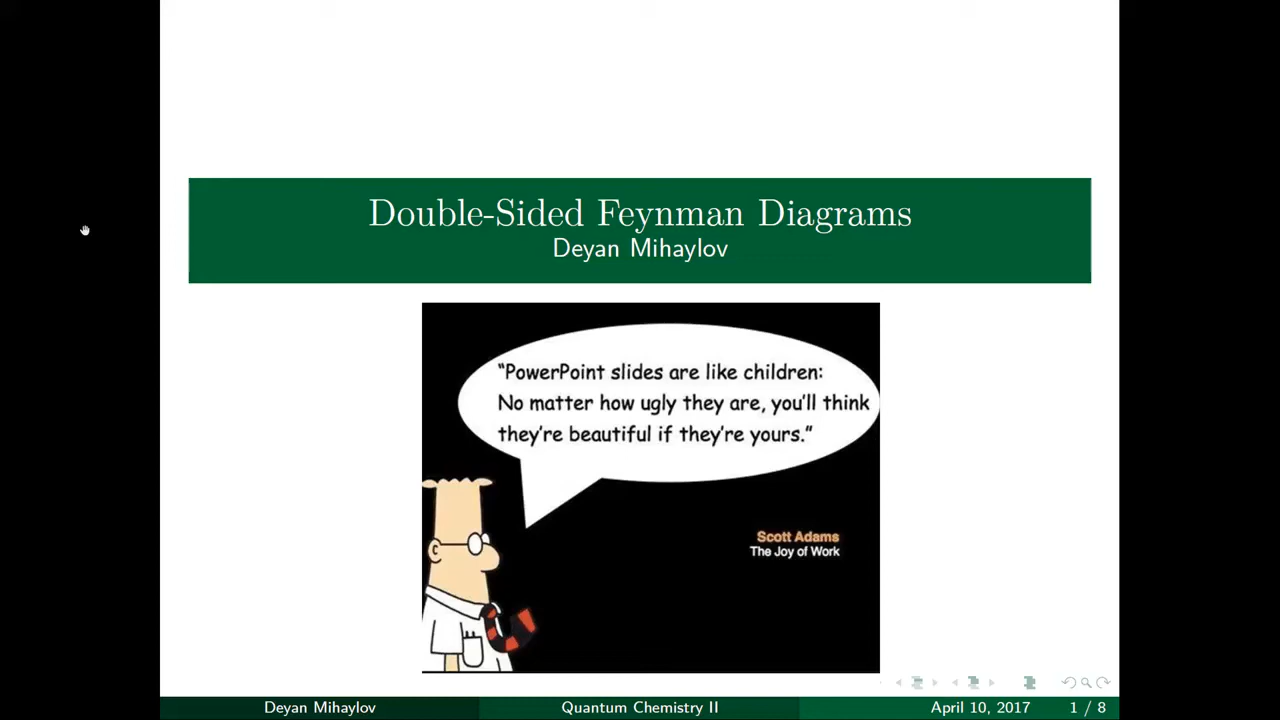 Double-Sided Feynman Diagrams
Deyan Mihaylov
“PowerPoint slides are like children:
No matter how ugly they are, you’ll think
they’re beautiful if they’re yours.”
Scott Adams
The Joy of Work
Deyan Mihaylov Quantum Chemistry II April 10, 2017 1 / 8